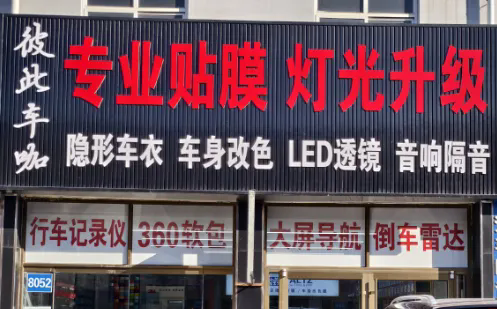 彼此车咖
专业贴膜 灯光升级
隐形车衣 车身改色 LED透镜 音响隔音
行车记录仪 360软包 大屏导航 倒车雷达
8052